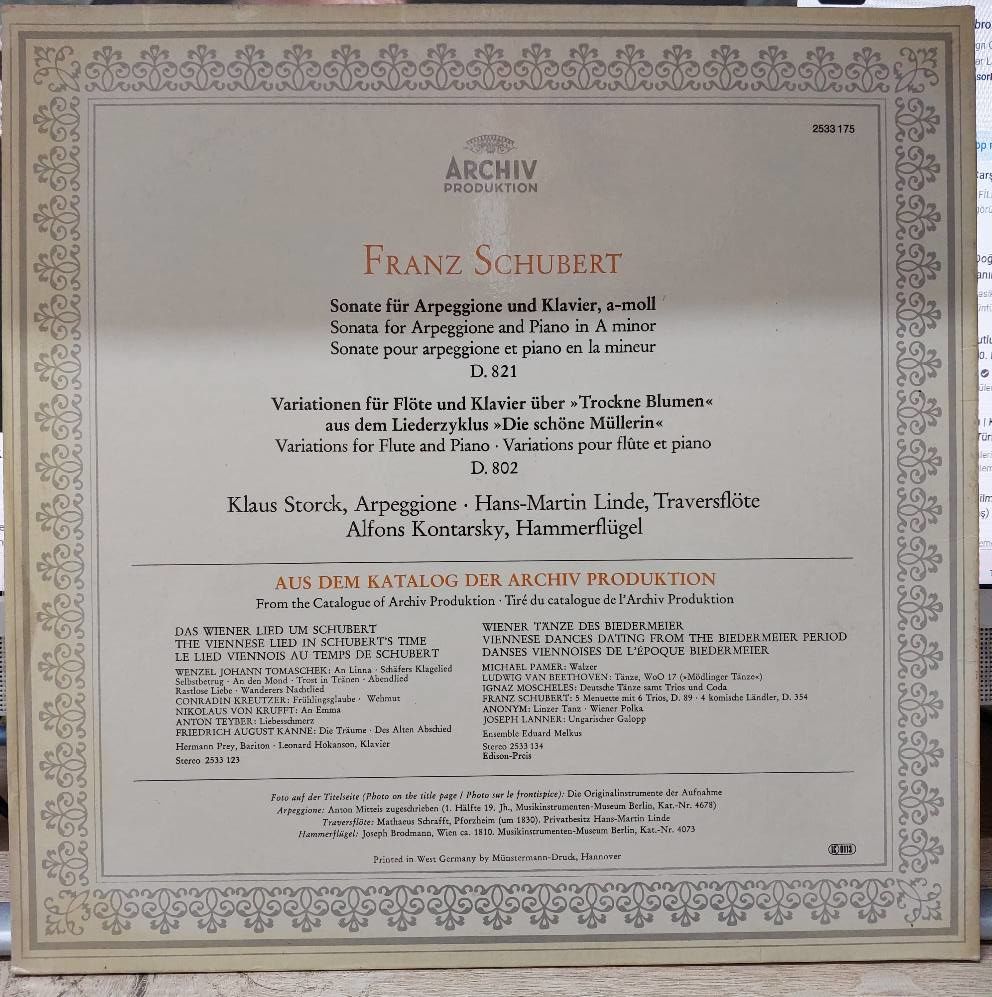 2533 175
ARCHIV
PRODUKTION
FRANZ SCHUBERT
Sonate für Arpeggione und Klavier, a-moll
Sonata for Arpeggione and Piano in A minor
Sonate pour arpeggione et piano en la mineur
D. 821
Variationen für Flöte und Klavier über »Trockne Blumen«
aus dem Liederzyklus »Die schöne Müllerin«
Variations for Flute and Piano · Variations pour flûte et piano
D. 802
Klaus Storck, Arpeggione · Hans-Martin Linde, Traversflöte
Alfons Kontarsky, Hammerflügel
AUS DEM KATALOG DER ARCHIV PRODUKTION
From the Catalogue of Archiv Produktion · Tiré du catalogue de l'Archiv Produktion
DAS WIENER LIED UM SCHUBERT
THE VIENNESE LIED IN SCHUBERT'S TIME
LE LIED VIENNOIS AU TEMPS DE SCHUBERT
WENZEL JOHANN TOMASCHEK: An Linna · Schäfers Klagelied
Selbstbetrug · An den Mond · Trost in Tränen · Abendlied
Rastlose Liebe · Wanderers Nachtlied
CONRADIN KREUTZER: Frühlingsglaube · Wehmut
NIKOLAUS VON KRUFFT: An Emma
ANTON TEYBER: Liebesschmerz
FRIEDRICH AUGUST KANNE: Die Träume · Des Alten Abschied
Hermann Prey, Bariton · Leonard Hokanson, Klavier
Stereo 2533 123
WIENER TÄNZE DES BIEDERMEIER
VIENNESE DANCES DATING FROM THE BIEDERMEIER PERIOD
DANSES VIENNOISES DE L'ÉPOQUE BIEDERMEIER
MICHAEL PAMER: Walzer
LUDWIG VAN BEETHOVEN: Tänze, WoO 17 (»Mödlinger Tänze«)
IGNAZ MOSCHELES: Deutsche Tänze samt Trios und Coda
FRANZ SCHUBERT: 5 Menuette mit 6 Trios, D. 89 · 4 komische Ländler, D. 354
ANONYM: Linzer Tanz · Wiener Polka
JOSEPH LANNER: Ungarischer Galopp
Ensemble Eduard Melkus
Stereo 2533 134
Edison-Preis
Foto auf der Titelseite (Photo on the title page / Photo sur le frontispice): Die Originalinstrumente der Aufnahme
Arpeggione: Anton Mitteis zugeschrieben (1. Hälfte 19. Jh., Musikinstrumenten-Museum Berlin, Kat.-Nr. 4678)
Traversflöte: Mathaeus Schrafft, Pforzheim (um 1830). Privatbesitz Hans-Martin Linde
Hammerflügel: Joseph Brodmann, Wien ca. 1810. Musikinstrumenten-Museum Berlin, Kat.-Nr. 4073
Printed in West Germany by Münstermann-Druck, Hannover